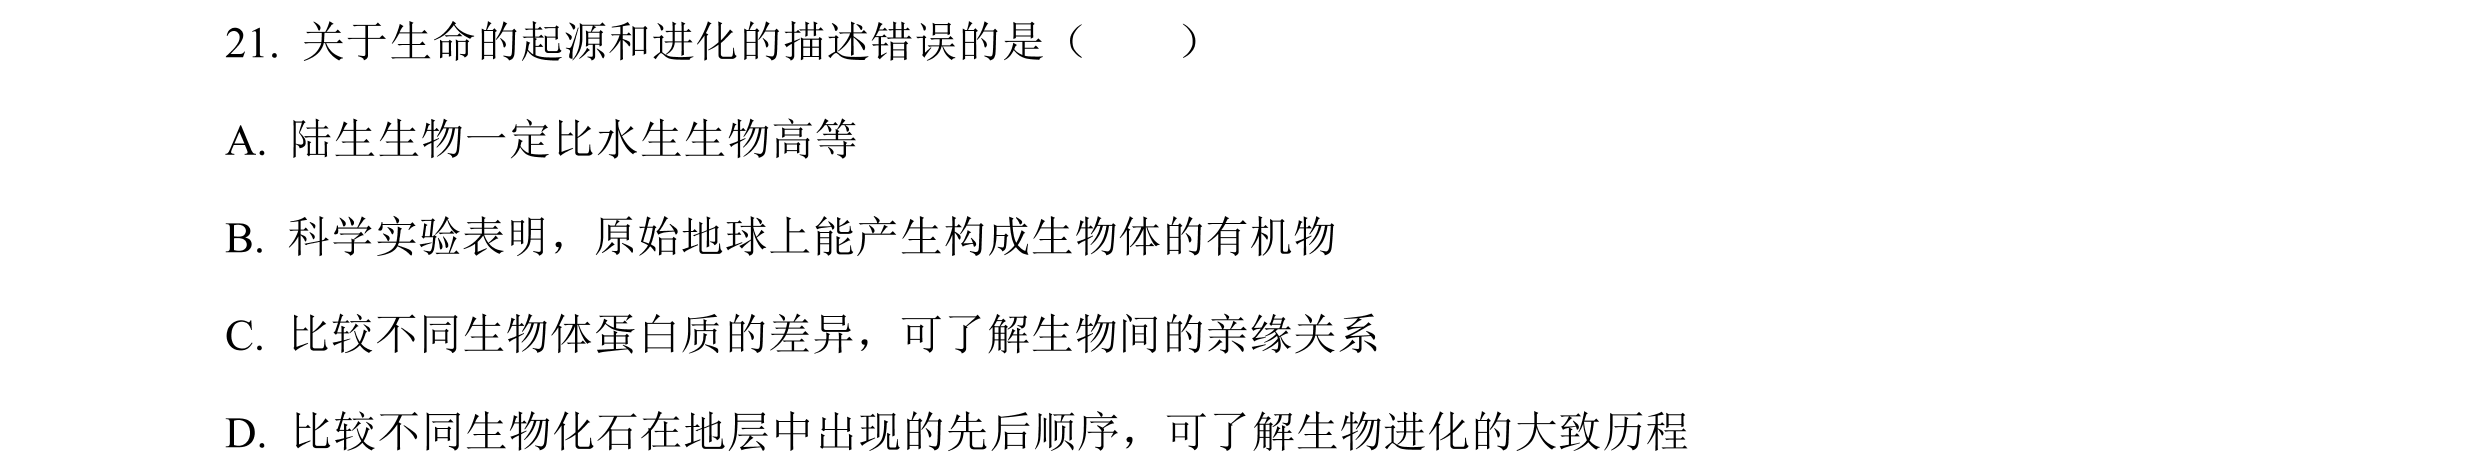 21. 关于生命的起源和进化的描述错误的是（　　）
A. 陆生生物一定比水生生物高等
B. 科学实验表明，原始地球上能产生构成生物体的有机物
C. 比较不同生物体蛋白质的差异，可了解生物间的亲缘关系
D. 比较不同生物化石在地层中出现的先后顺序，可了解生物进化的大致历程